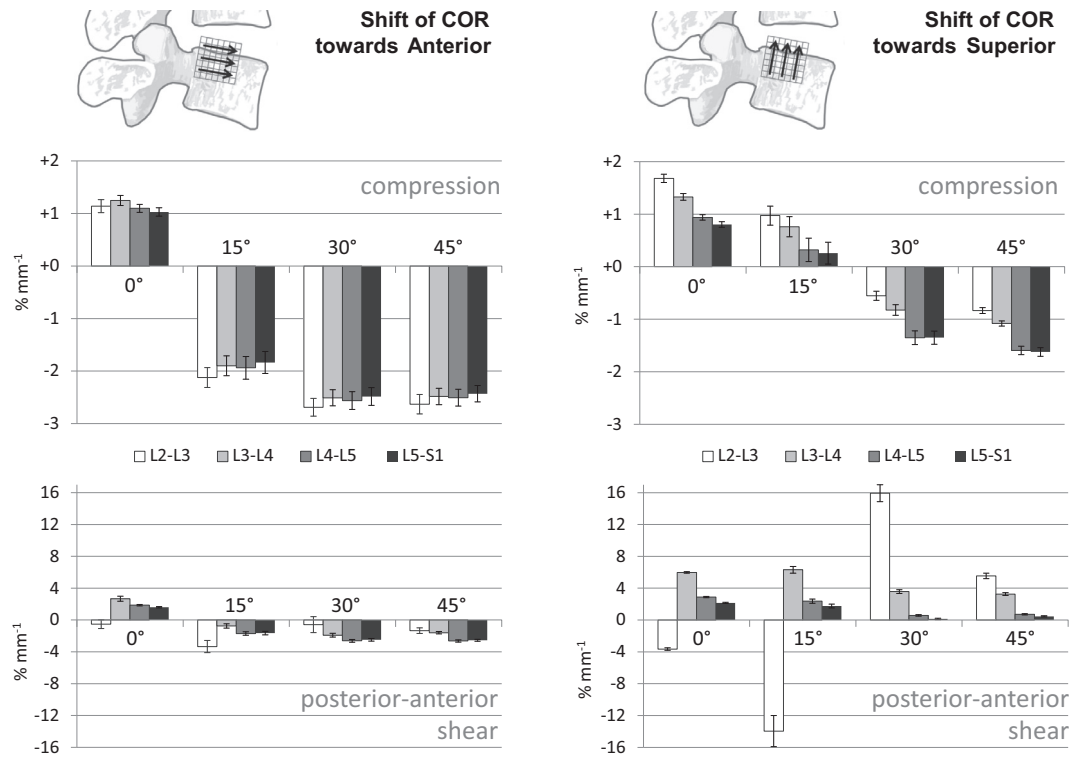 Shift of COR
towards Anterior
+2
+1
+0
-1
-2
-3
% mm-1
compression
0°
15°
30°
45°
L2-L3 L3-L4 L4-L5 L5-S1
16
12
8
4
0
-4
-8
-12
-16
% mm-1
0°
15°
30°
45°
posterior-anterior
shear
Shift of COR
towards Superior
+2
+1
+0
-1
-2
-3
% mm-1
compression
0°
15°
30°
45°
L2-L3 L3-L4 L4-L5 L5-S1
16
12
8
4
0
-4
-8
-12
-16
% mm-1
0°
15°
30°
45°
posterior-anterior
shear